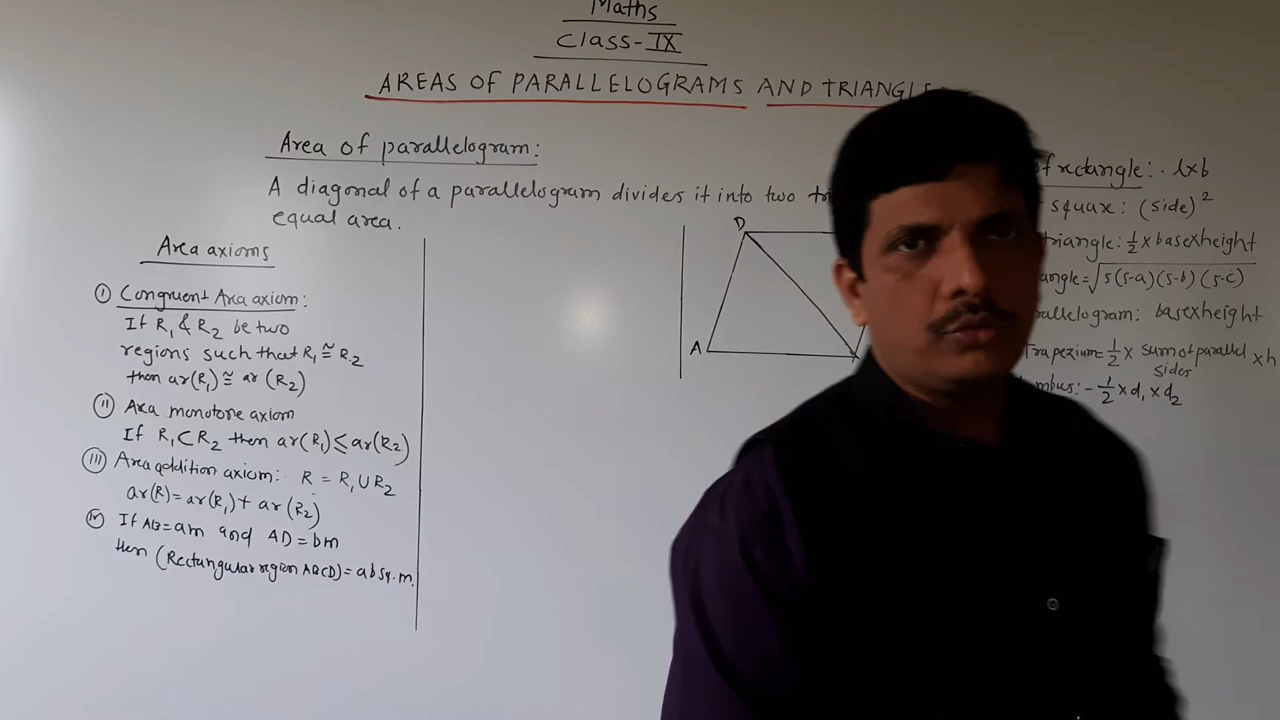 Maths
Class-IX
AREAS OF PARALLELOGRAMS AND TRIANGLE
Area of parallelogram:
A diagonal of a parallelogram divides it into two
equal area.
Area axioms
(i) Congruent Area axiom:
If R₁ & R₂ be two
regions such that R₁ ≅ R₂
then ar(R₁) ≅ ar (R₂)
(ii) Area monotone axiom
If R₁ ⊂ R₂ then ar(R₁) ≤ ar(R₂)
(iii) Area addition axiom: R = R₁ ∪ R₂
ar(R) = ar(R₁) + ar(R₂)
(iv) If AB = am and AD = bm
then (Rectangular region ABCD) = ab sq.m.
D
A
of rectangle: l×b
square: (side)²
triangle: 1/2 × base×height
= √s(s-a)(s-b)(s-c)
base×height
Trapezium = 1/2 × sum of parallel sides × h
:- 1/2 × d₁ × d₂